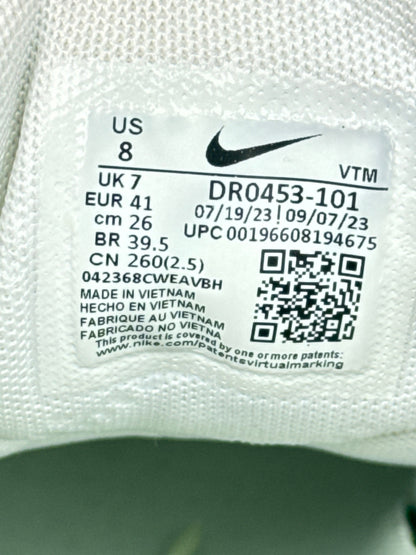 US
8
VTM
UK 7
EUR 41
cm 26
BR 39.5
CN 260(2.5)
DR0453-101
07/19/23|09/07/23
UPC 00196608194675
042368CWEAVBH
MADE IN VIETNAM
HECHO EN VIETNAM
FABRIQUE AU VIETNAM
FABRICADO NO VIETNA
This product is covered by one or more patents:
www.nike.com/patentsvirtualmarking